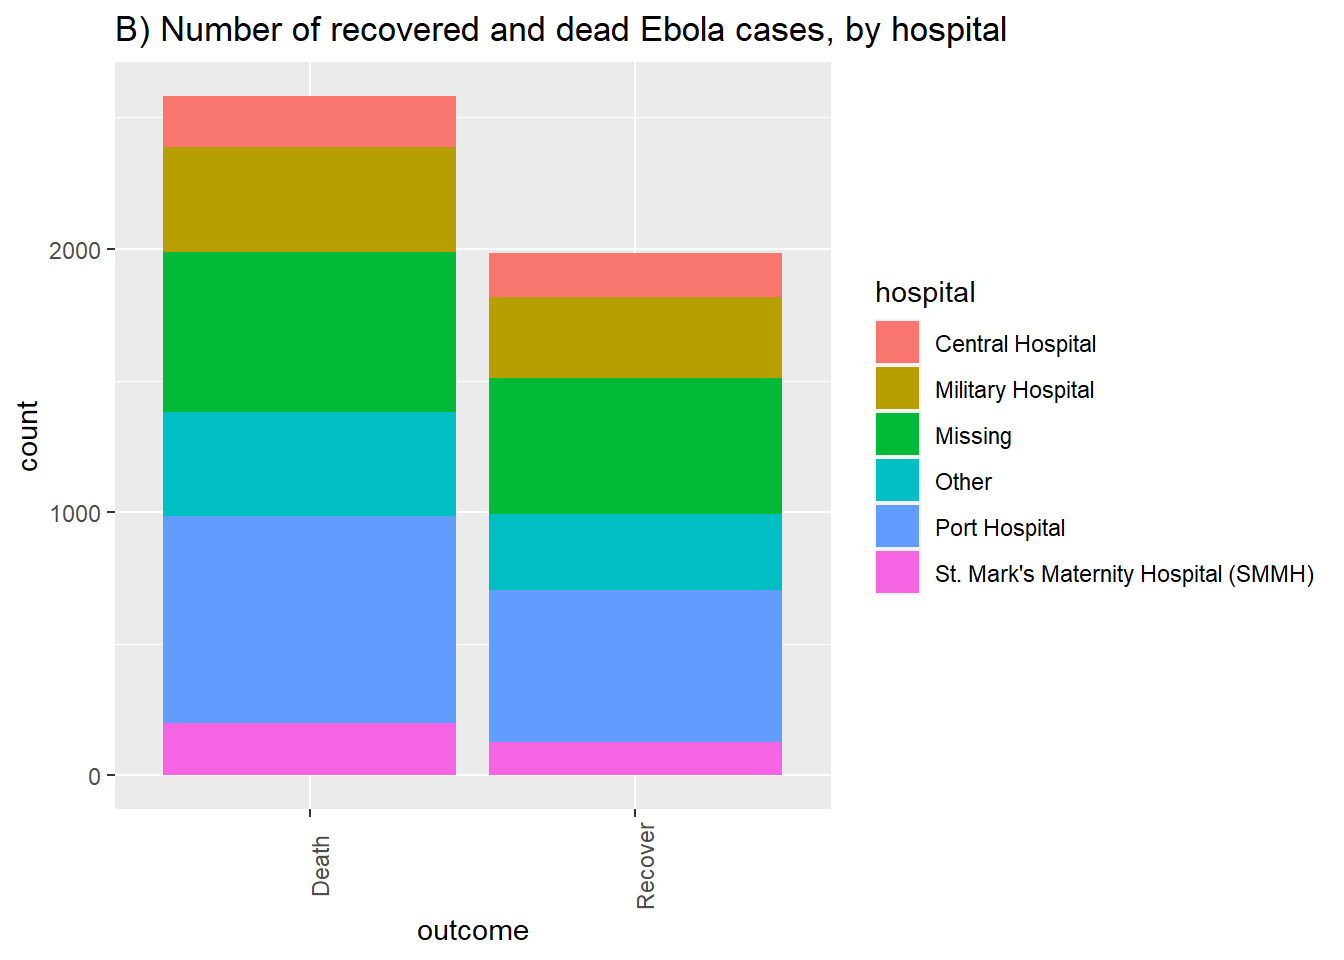 B) Number of recovered and dead Ebola cases, by hospital
count
2000
1000
0
Death
Recover
outcome
hospital
Central Hospital
Military Hospital
Missing
Other
Port Hospital
St. Mark's Maternity Hospital (SMMH)